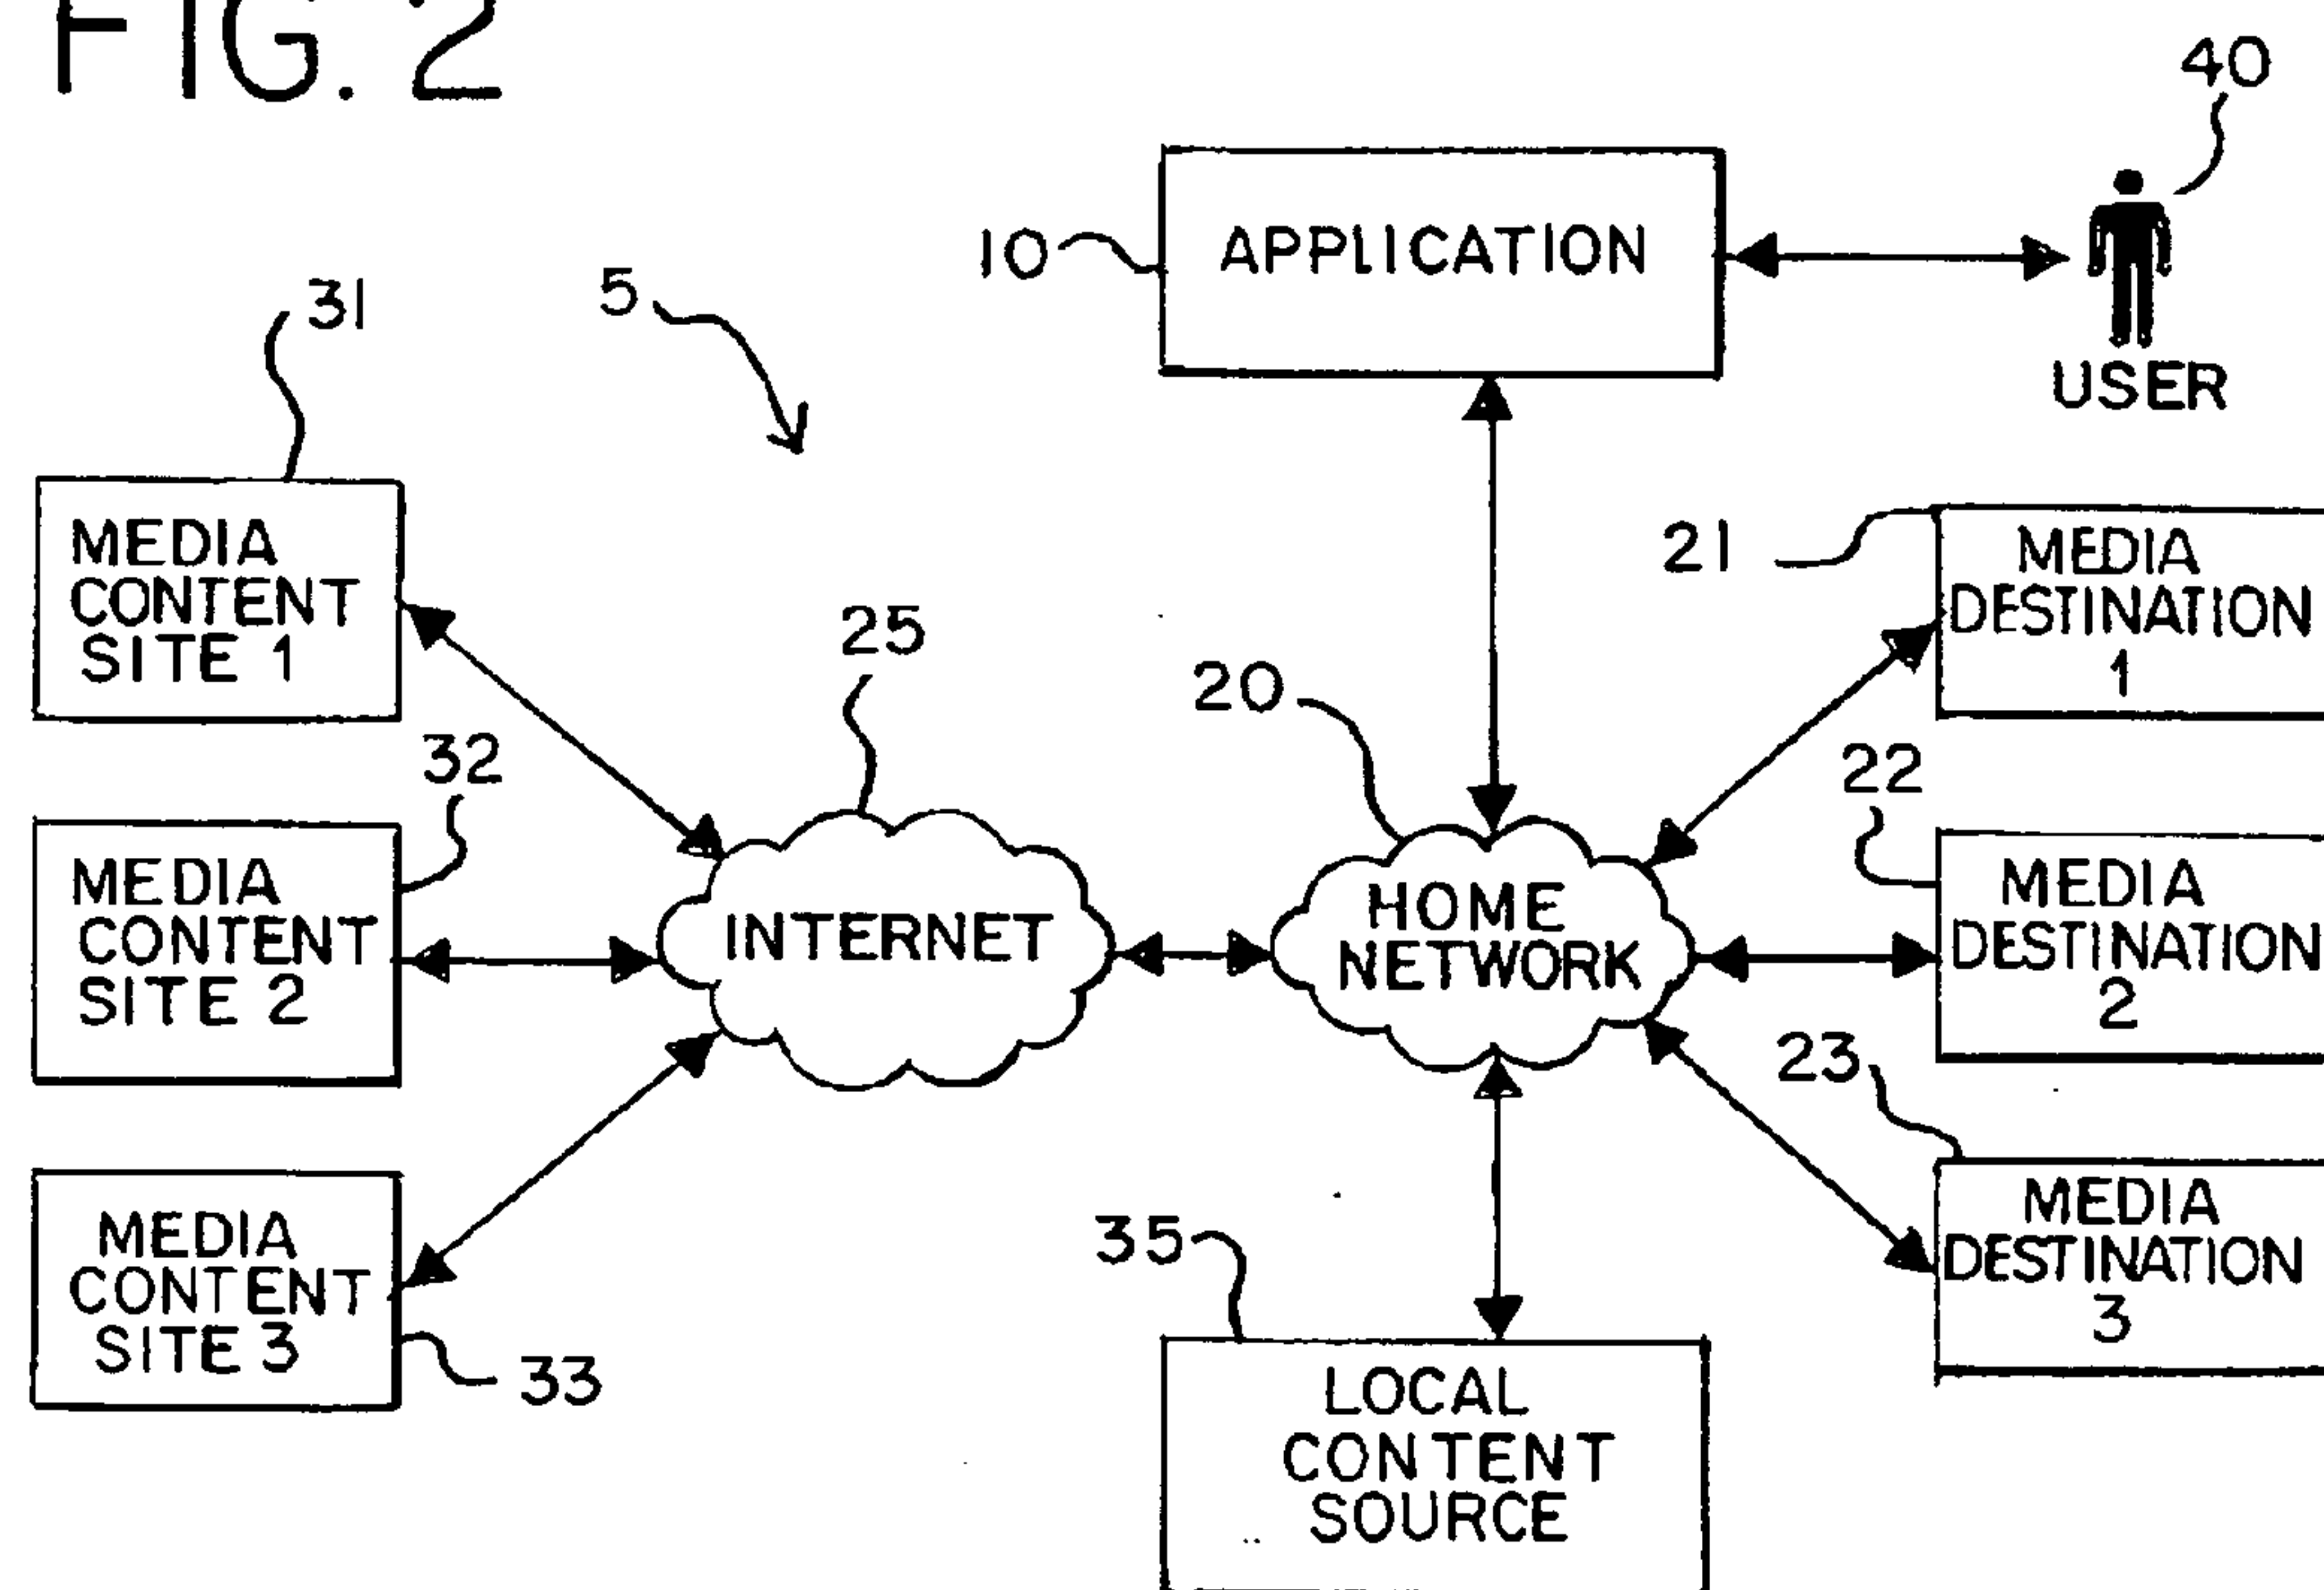 FIG. 2
40
APPLICATION
10
5
31
USER
MEDIA
CONTENT
SITE 1
21
MEDIA
DESTINATION
1
25
20
32
22
MEDIA
CONTENT
SITE 2
INTERNET
HOME
NETWORK
MEDIA
DESTINATION
2
23
MEDIA
CONTENT
SITE 3
33
35
MEDIA
DESTINATION
3
LOCAL
CONTENT
SOURCE